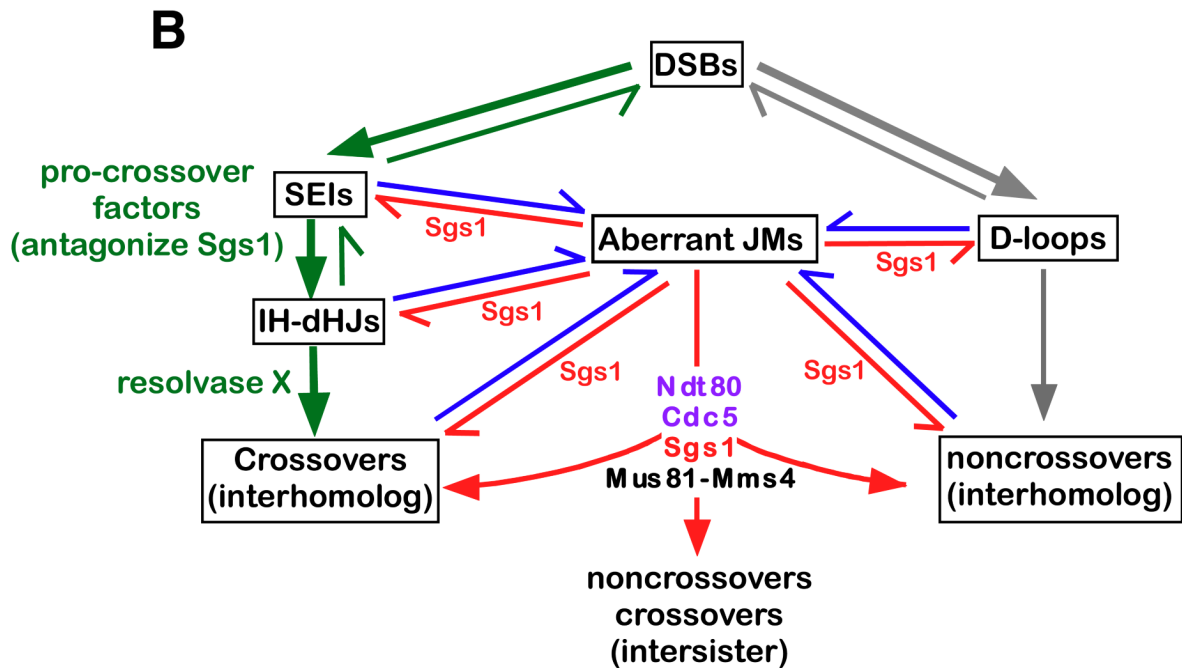 B
DSBs
pro-crossover
factors
(antagonize Sgs1)
SEIs
Sgs1
Aberrant JMs
Sgs1
D-loops
IH-dHJs
Sgs1
resolvase X
Sgs1
Sgs1
Ndt80
Cdc5
Sgs1
Mus81-Mms4
Crossovers
(interhomolog)
noncrossovers
(interhomolog)
noncrossovers
crossovers
(intersister)